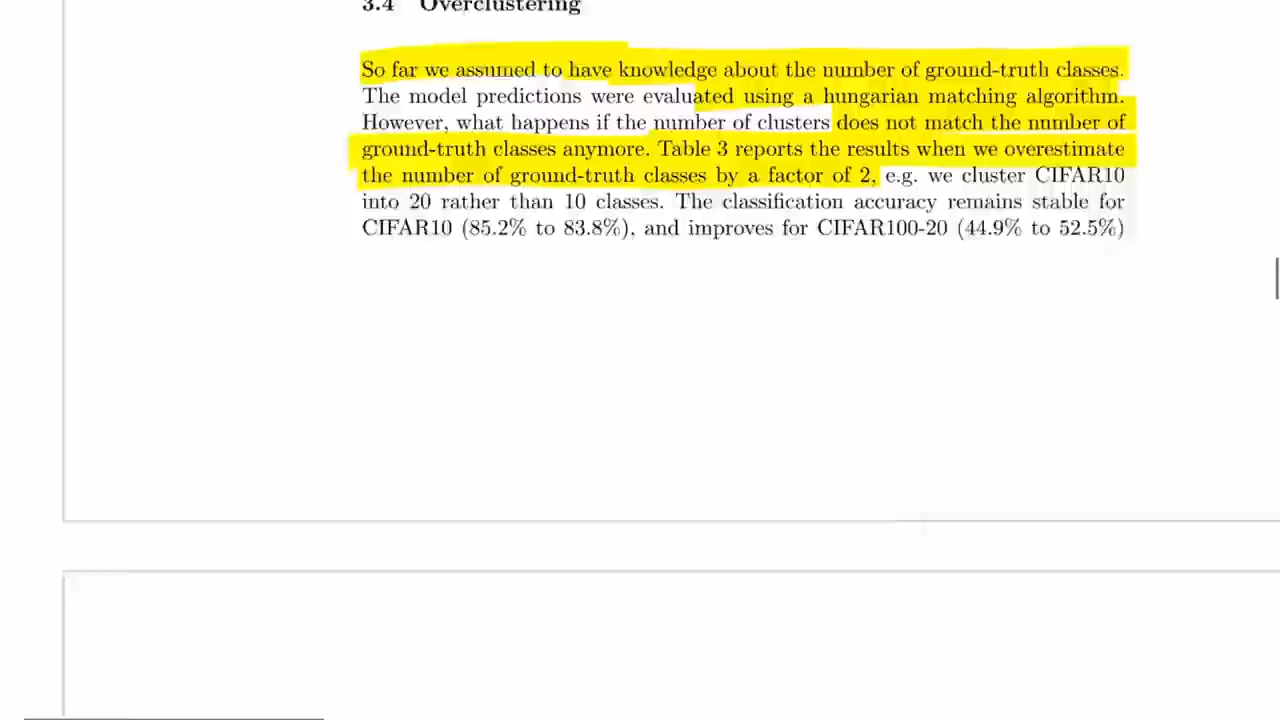 3.4 Overclustering
So far we assumed to have knowledge about the number of ground-truth classes.
The model predictions were evaluated using a hungarian matching algorithm.
However, what happens if the number of clusters does not match the number of
ground-truth classes anymore. Table 3 reports the results when we overestimate
the number of ground-truth classes by a factor of 2, e.g. we cluster CIFAR10
into 20 rather than 10 classes. The classification accuracy remains stable for
CIFAR10 (85.2% to 83.8%), and improves for CIFAR100-20 (44.9% to 52.5%)